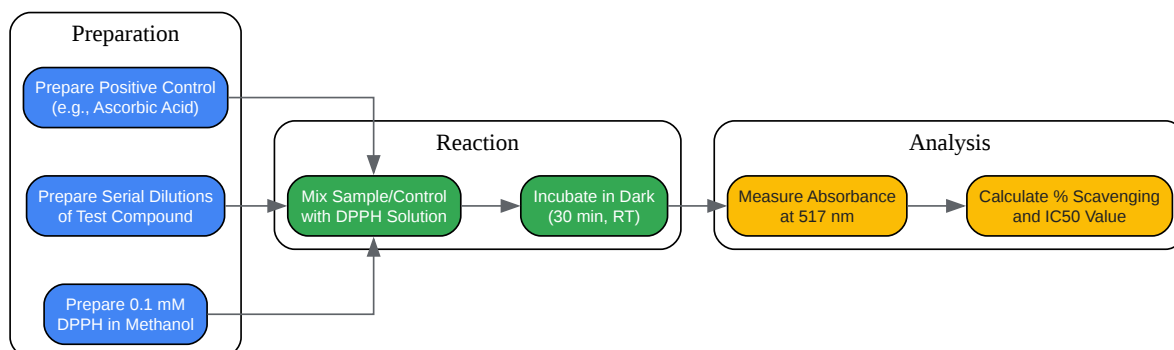 Preparation
Prepare Positive Control
(e.g., Ascorbic Acid)
Prepare Serial Dilutions
of Test Compound
Prepare 0.1 mM
DPPH in Methanol
Reaction
Mix Sample/Control
with DPPH Solution
Incubate in Dark
(30 min, RT)
Analysis
Measure Absorbance
at 517 nm
Calculate % Scavenging
and IC50 Value